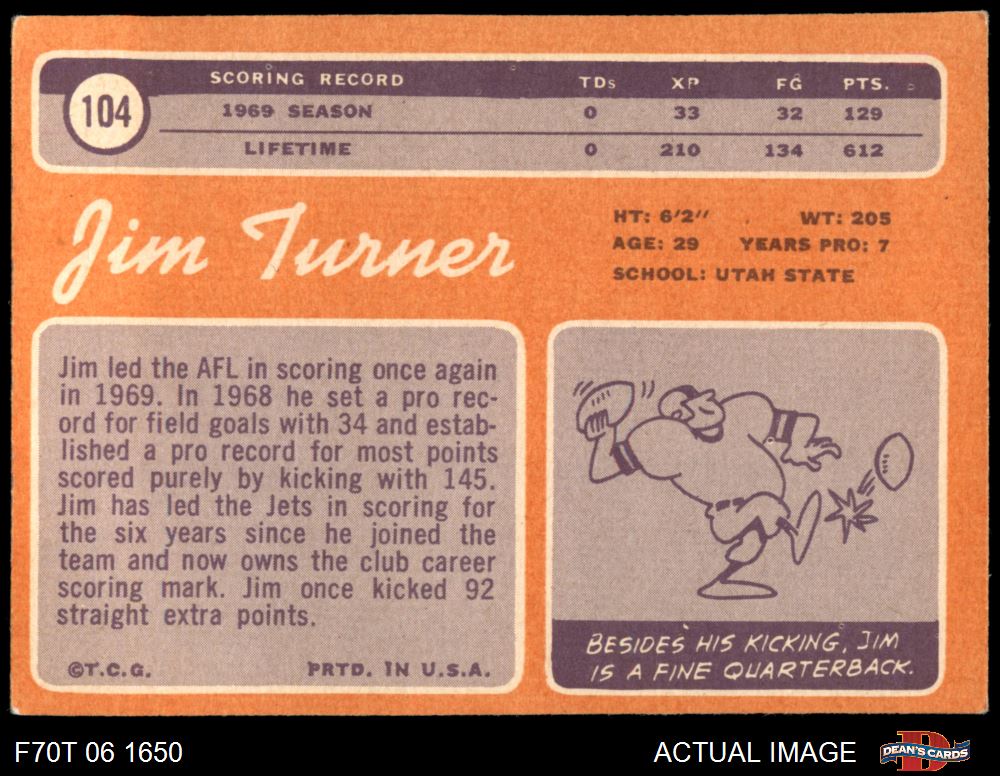 104
SCORING RECORD TDs XP FG PTS.
1969 SEASON 0 33 32 129
LIFETIME 0 210 134 612
Jim Turner
HT: 6'2" WT: 205
AGE: 29 YEARS PRO: 7
SCHOOL: UTAH STATE
Jim led the AFL in scoring once again
in 1969. In 1968 he set a pro rec-
ord for field goals with 34 and estab-
lished a pro record for most points
scored purely by kicking with 145.
Jim has led the Jets in scoring for
the six years since he joined the
team and now owns the club career
scoring mark. Jim once kicked 92
straight extra points.
©T.C.G. PRTD. IN U.S.A.
BESIDES HIS KICKING, JIM
IS A FINE QUARTERBACK.
F70T 06 1650 ACTUAL IMAGE
D
DEAN'S CARDS